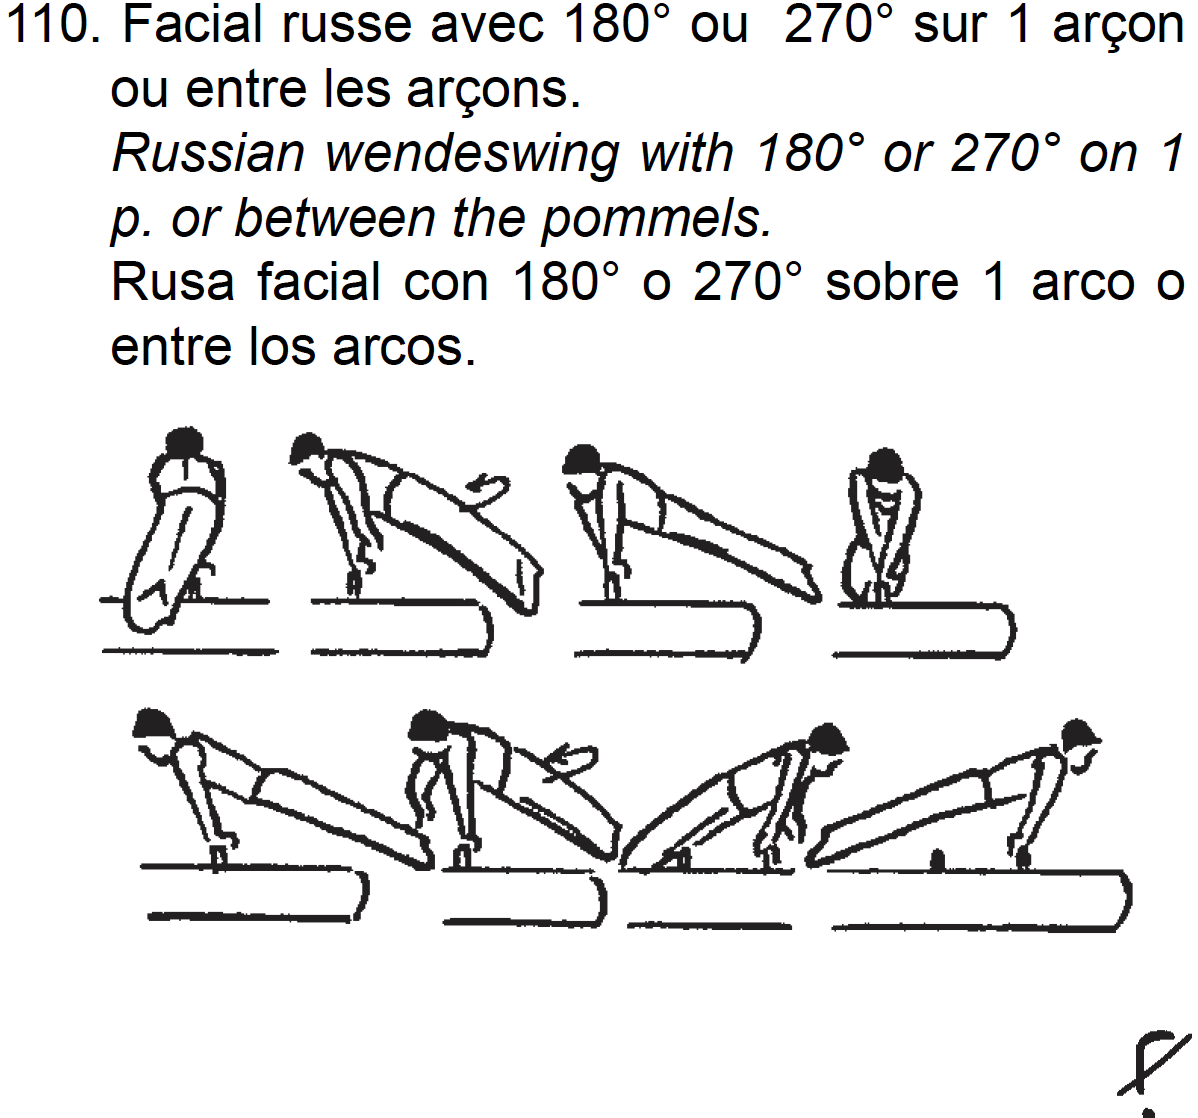 110. Facial russe avec 180° ou 270° sur 1 arçon
ou entre les arçons.
Russian wendeswing with 180° or 270° on 1
p. or between the pommels.
Rusa facial con 180° o 270° sobre 1 arco o
entre los arcos.